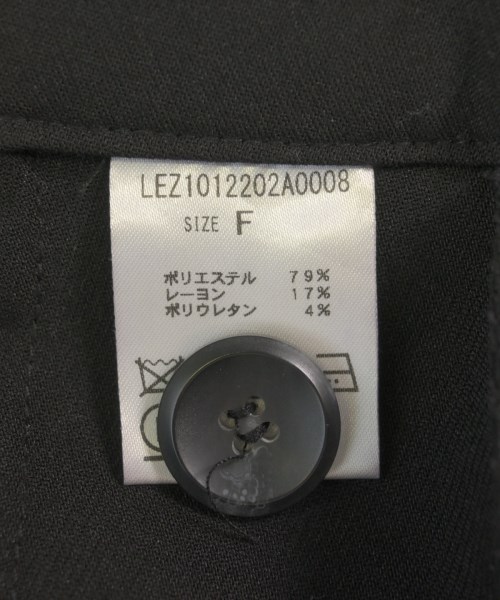 LEZ1012202A0008
SIZE F
ポリエステル 79%
レーヨン 17%
ポリウレタン 4%